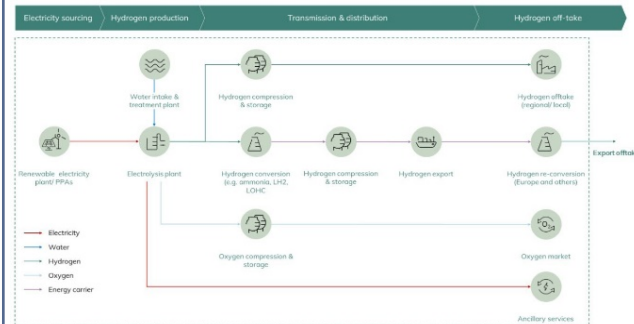 Electricity sourcing
Hydrogen production
Transmission & distribution
Hydrogen off-take
Water intake &
treatment plant
Hydrogen compression
& storage
Hydrogen offtake
(regional/ local)
Renewable electricity
plant/ PPAs
Electrolysis plant
Hydrogen conversion
(e.g. ammonia, LH2,
LOHC
Hydrogen compression
& storage
Hydrogen export
Hydrogen re-conversion
(Europe and others)
Export offtak
Electricity
Water
Hydrogen
Oxygen
Energy carrier
Oxygen compression &
storage
O₂
Oxygen market
Ancillary services